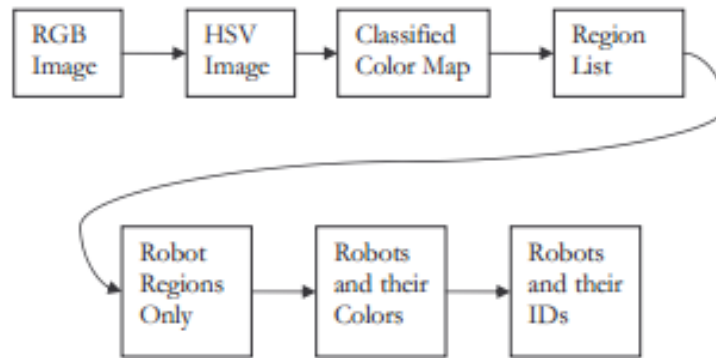 RGB
Image
HSV
Image
Classified
Color Map
Region
List
Robot
Regions
Only
Robots
and their
Colors
Robots
and their
IDs